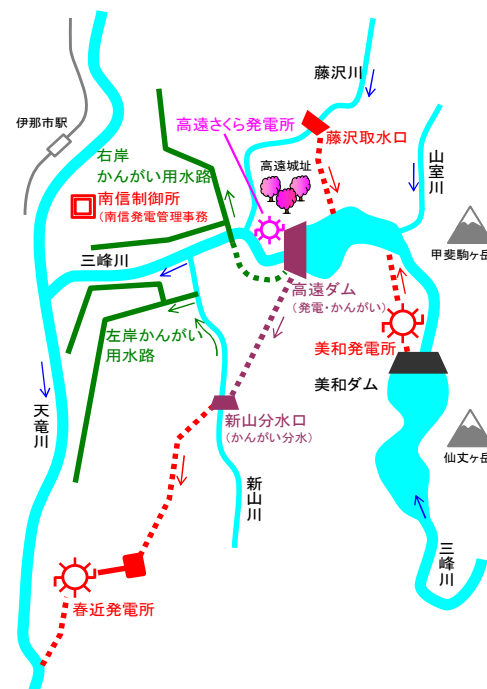 藤沢川
高遠さくら発電所
藤沢取水口
伊那市駅
右岸
かんがい用水路
高遠城址
山室川
南信制御所
(南信発電管理事務
三峰川
甲斐駒ヶ岳
高遠ダム
(発電・かんがい)
左岸かんがい
用水路
美和発電所
美和ダム
天竜川
新山分水口
(かんがい分水)
仙丈ヶ岳
新山川
三峰川
春近発電所